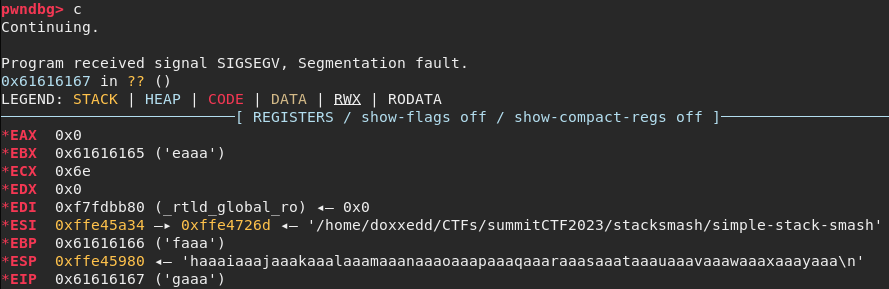 pwndbg> c
Continuing.
Program received signal SIGSEGV, Segmentation fault.
0x61616167 in ?? ()
LEGEND: STACK | HEAP | CODE | DATA | RWX | RODATA
[ REGISTERS / show-flags off / show-compact-regs off ]
*EAX  0x0
*EBX  0x61616165 ('eaaa')
*ECX  0x6e
*EDX  0x0
*EDI  0xf7fdbb80 (_rtld_global_ro) ◂— 0x0
*ESI  0xffe45a34 —▸ 0xffe4726d ◂— '/home/doxxedd/CTFs/summitCTF2023/stacksmash/simple-stack-smash'
*EBP  0x61616166 ('faaa')
*ESP  0xffe45980 ◂— 'haaaiaaajaaakaaalaaamaaanaaaoaaapaaaqaaaraaasaaataaauaaavaaawaaaxaaayaaa\n'
*EIP  0x61616167 ('gaaa')